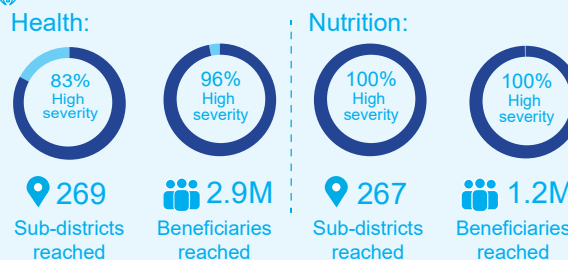 Health:
83%
High
severity
96%
High
severity
269
Sub-districts
reached
2.9M
Beneficiaries
reached
Nutrition:
100%
High
severity
100%
High
severity
267
Sub-districts
reached
1.2M
Beneficiaries
reached